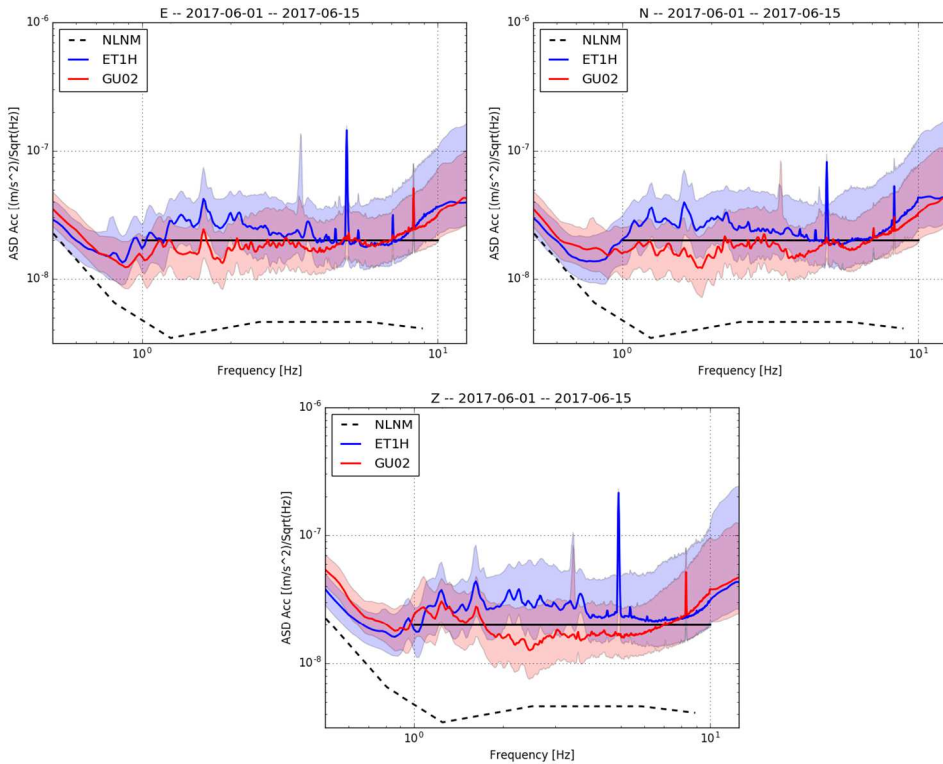 E -- 2017-06-01 -- 2017-06-15
NLNM
ET1H
GU02
10^-6
10^-7
10^-8
ASD Acc [(m/s^2)/Sqrt(Hz)]
10^0
10^1
Frequency [Hz]
N -- 2017-06-01 -- 2017-06-15
NLNM
ET1H
GU02
10^-6
10^-7
10^-8
ASD Acc [(m/s^2)/Sqrt(Hz)]
10^0
10^1
Frequency [Hz]
Z -- 2017-06-01 -- 2017-06-15
NLNM
ET1H
GU02
10^-6
10^-7
10^-8
ASD Acc [(m/s^2)/Sqrt(Hz)]
10^0
10^1
Frequency [Hz]